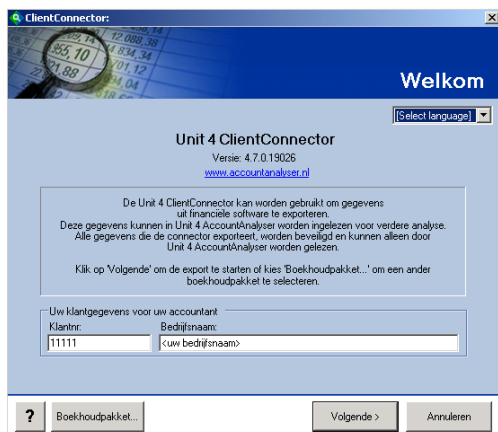 ClientConnector:
Welkom
[Select language]
Unit 4 ClientConnector
Versie: 4.7.0.19026
www.accountanalyser.nl
De Unit 4 ClientConnector kan worden gebruikt om gegevens
uit financiële software te exporteren.
Deze gegevens kunnen in Unit 4 AccountAnalyser worden ingelezen voor verdere analyse.
Alle gegevens die de connector exporteert, worden beveiligd en kunnen alleen door
Unit 4 AccountAnalyser worden gelezen.
Klik op 'Volgende' om de export te starten of kies 'Boekhoudpakket...' om een ander
boekhoudpakket te selecteren.
Uw klantgegevens voor uw accountant
Klantnr: Bedrijfsnaam:
11111 <uw bedrijfsnaam>
? Boekhoudpakket... Volgende > Annuleren